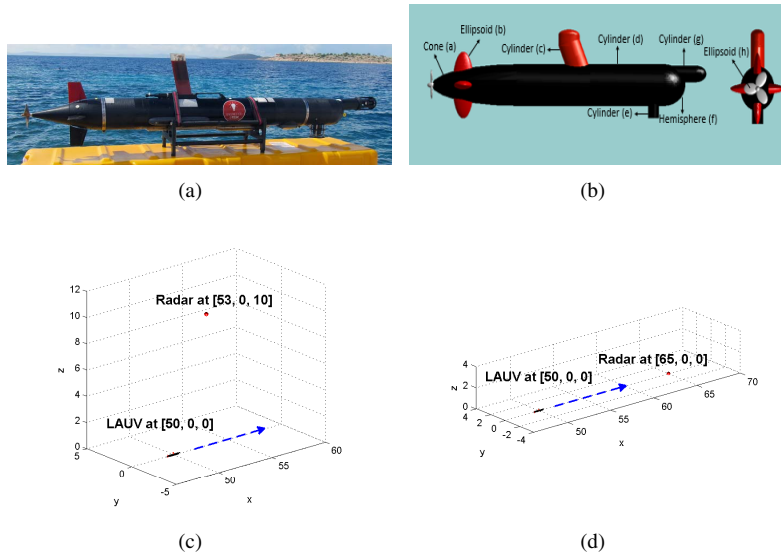 Ellipsoid (b)
Cone (a)
Cylinder (c)
Cylinder (d)
Cylinder (g)
Ellipsoid (h)
Cylinder (e)
Hemisphere (f)
(a)
(b)
12
10
8
6
4
2
0
z
Radar at [53, 0, 10]
LAUV at [50, 0, 0]
5
0
-5
y
50
55
60
x
(c)
4
2
0
z
LAUV at [50, 0, 0]
Radar at [65, 0, 0]
4
2
0
-2
-4
y
50
55
60
65
70
x
(d)